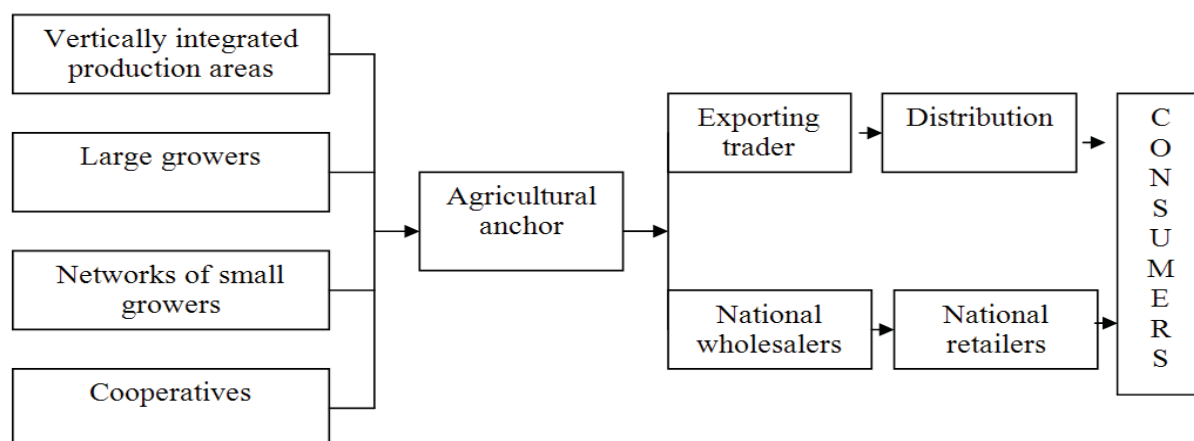 Vertically integrated
production areas
Large growers
Networks of small
growers
Cooperatives
Agricultural
anchor
Exporting
trader
Distribution
National
wholesalers
National
retailers
C
O
N
S
U
M
E
R
S